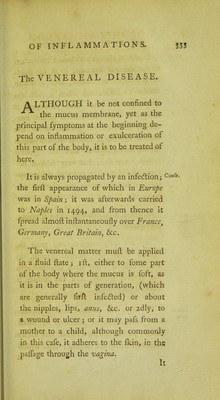 OF INFLAMMATIONS. 333
The VENEREAL DISEASE.
ALTHOUGH it be not confined to
the mucus membrane, yet as the
principal ſymptoms at the beginning de-
pend on inflammation or exulceration of
this part of the body, it is to be treated of
here.
It is always propagated by an infection; Cauſe.
the firſt appearance of which in Europe
was in Spain; it was afterwards carried
to Naples in 1494, and from thence it
ſpread almoſt inſtantaneouſly over France,
Germany, Great Britain, &c.
The venereal matter muſt be applied
in a fluid ſtate; 1ſt, either to ſome part
of the body where the mucus is ſoft, as
it is in the parts of generation, (which
are generally firſt infected) or about
the nipples, lips, anus, &c. or 2dly, to
a wound or ulcer; or it may paſs from a
mother to a child, although commonly
in this caſe, it adheres to the ſkin, in the
paſſage through the vagina.
It